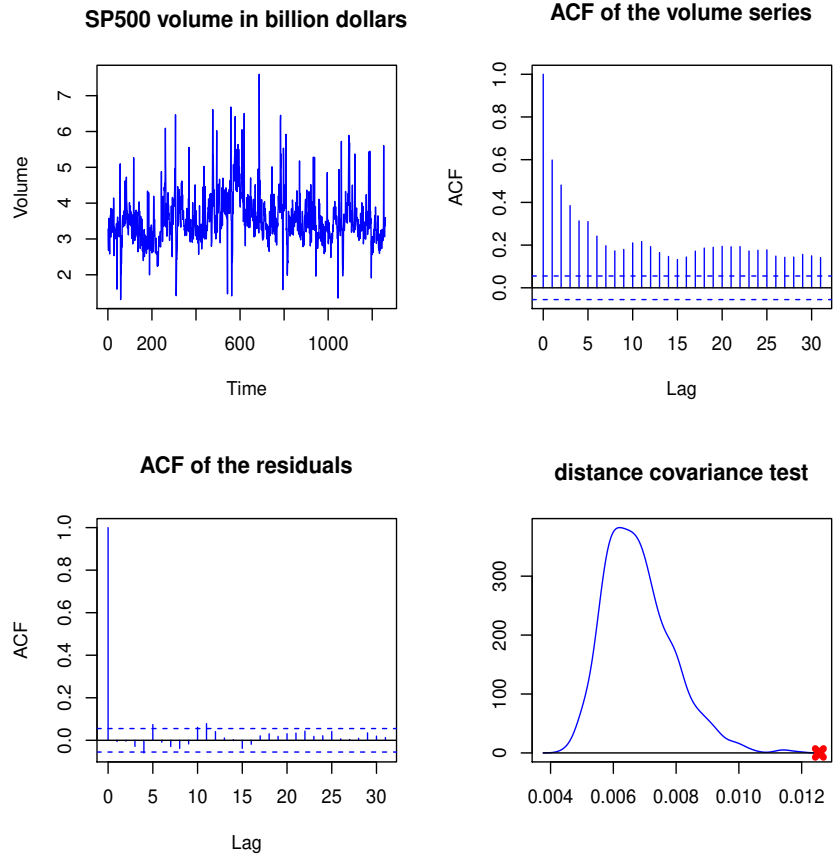 SP500 volume in billion dollars
Volume
7
6
5
4
3
2
0 200 600 1000
Time
ACF of the volume series
ACF
1.0
0.8
0.6
0.4
0.2
0.0
0 5 10 15 20 25 30
Lag
ACF of the residuals
ACF
1.0
0.8
0.6
0.4
0.2
0.0
0 5 10 15 20 25 30
Lag
distance covariance test
300
200
100
0
0.004 0.006 0.008 0.010 0.012